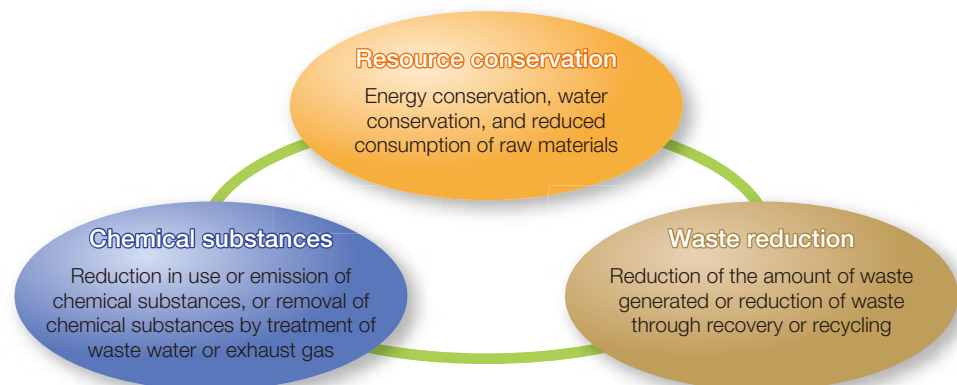 Resource conservation
Energy conservation, water
conservation, and reduced
consumption of raw materials
Chemical substances
Reduction in use or emission of
chemical substances, or removal of
chemical substances by treatment of
waste water or exhaust gas
Waste reduction
Reduction of the amount of waste
generated or reduction of waste
through recovery or recycling